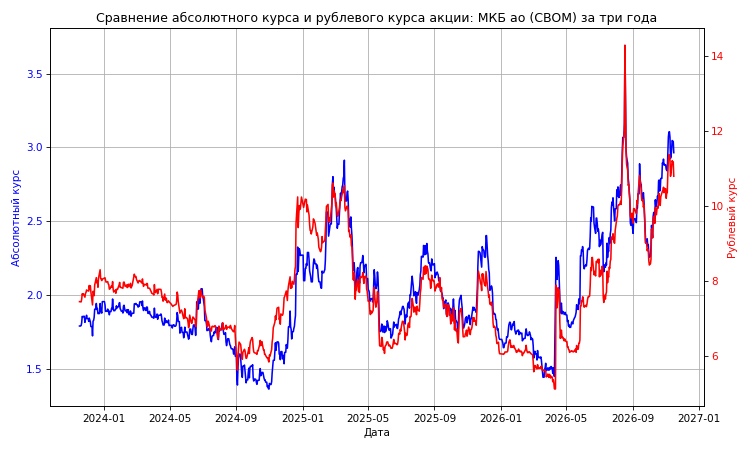 Сравнение абсолютного курса и рублевого курса акции: МКБ ао (CBOM) за три года
3.5
3.0
2.5
2.0
1.5
Абсолютный курс
14
12
10
8
6
Рублевый курс
2024-01 2024-05 2024-09 2025-01 2025-05 2025-09 2026-01 2026-05 2026-09 2027-01
Дата